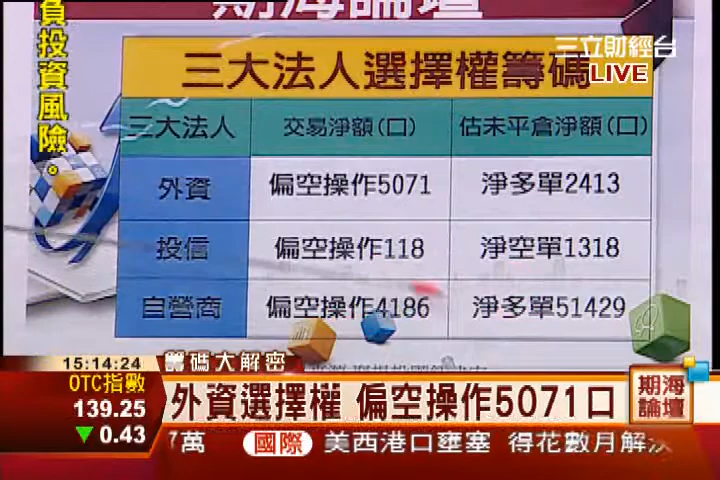 期海論壇
負投資風險。
三立財經台
LIVE
三大法人選擇權籌碼
三大法人 交易淨額(口) 估未平倉淨額(口)
外資 偏空操作5071 淨多單2413
投信 偏空操作118 淨空單1318
自營商 偏空操作4186 淨多單51429
15:14:24
籌碼大解密
OTC指數
139.25
▼0.43
外資選擇權 偏空操作5071口
期海論壇
7萬 國際 美西港口壅塞 得花數月解決